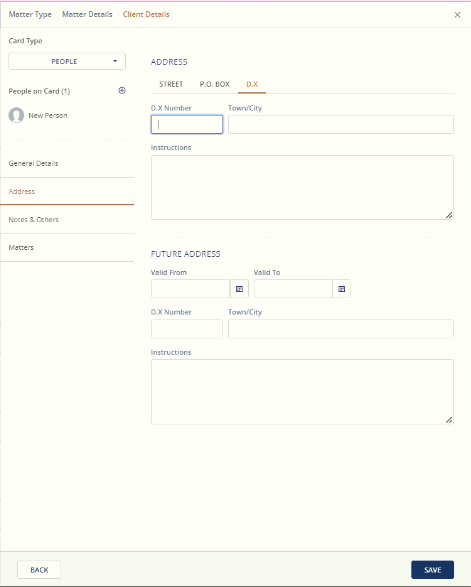 Matter Type Matter Details Client Details
Card Type
PEOPLE
People on Card (1)
New Person
General Details
Address
Notes & Others
Matters
ADDRESS
STREET P.O. BOX D.X
D.X Number Town/City
Instructions
FUTURE ADDRESS
Valid From Valid To
D.X Number Town/City
Instructions
BACK SAVE